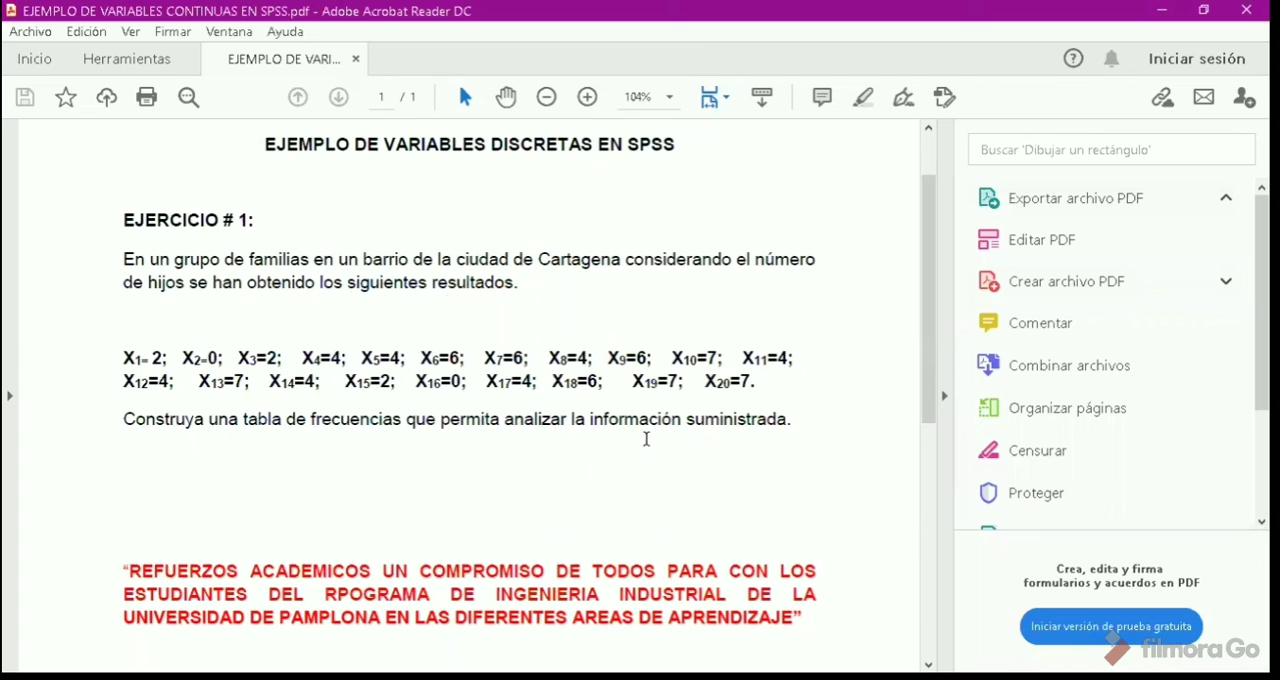 EJEMPLO DE VARIABLES CONTINUAS EN SPSS.pdf - Adobe Acrobat Reader DC
Archivo Edición Ver Firmar Ventana Ayuda
Inicio Herramientas EJEMPLO DE VARI... × Iniciar sesión
1 / 1 104%
EJEMPLO DE VARIABLES DISCRETAS EN SPSS
EJERCICIO # 1:
En un grupo de familias en un barrio de la ciudad de Cartagena considerando el número
de hijos se han obtenido los siguientes resultados.
X1= 2; X2=0; X3=2; X4=4; X5=4; X6=6; X7=6; X8=4; X9=6; X10=7; X11=4;
X12=4; X13=7; X14=4; X15=2; X16=0; X17=4; X18=6; X19=7; X20=7.
Construya una tabla de frecuencias que permita analizar la información suministrada.
“REFUERZOS ACADEMICOS UN COMPROMISO DE TODOS PARA CON LOS
ESTUDIANTES DEL RPOGRAMA DE INGENIERIA INDUSTRIAL DE LA
UNIVERSIDAD DE PAMPLONA EN LAS DIFERENTES AREAS DE APRENDIZAJE”
Buscar 'Dibujar un rectángulo'
Exportar archivo PDF
Editar PDF
Crear archivo PDF
Comentar
Combinar archivos
Organizar páginas
Censurar
Proteger
Crea, edita y firma
formularios y acuerdos en PDF
Iniciar versión de prueba gratuita
filmoraGo